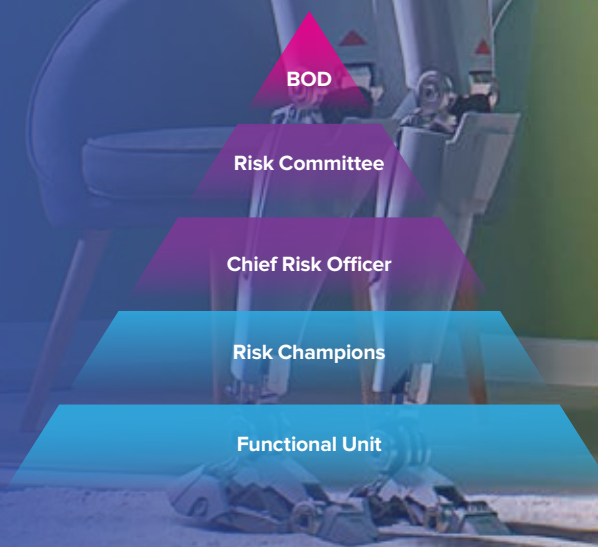 BOD
Risk Committee
Chief Risk Officer
Risk Champions
Functional Unit